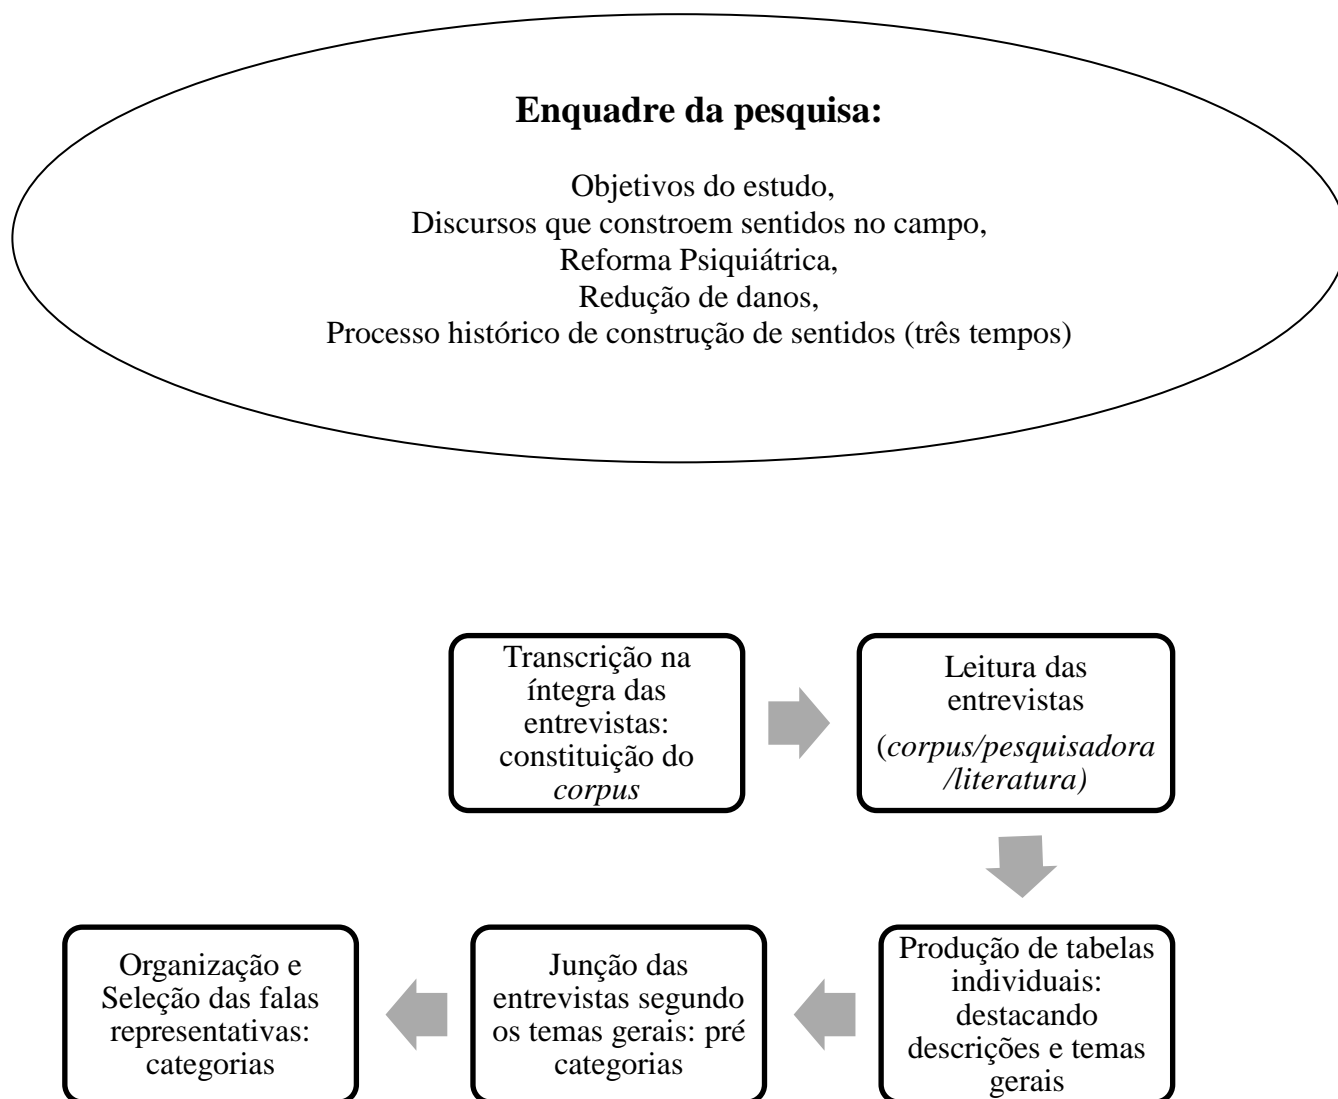 Enquadre da pesquisa:
Objetivos do estudo,
Discursos que constroem sentidos no campo,
Reforma Psiquiátrica,
Redução de danos,
Processo histórico de construção de sentidos (três tempos)
Transcrição na
íntegra das
entrevistas:
constituição do
corpus
Leitura das
entrevistas
(corpus/pesquisadora
/literatura)
Produção de tabelas
individuais:
destacando
descrições e temas
gerais
Junção das
entrevistas segundo
os temas gerais: pré
categorias
Organização e
Seleção das falas
representativas:
categorias